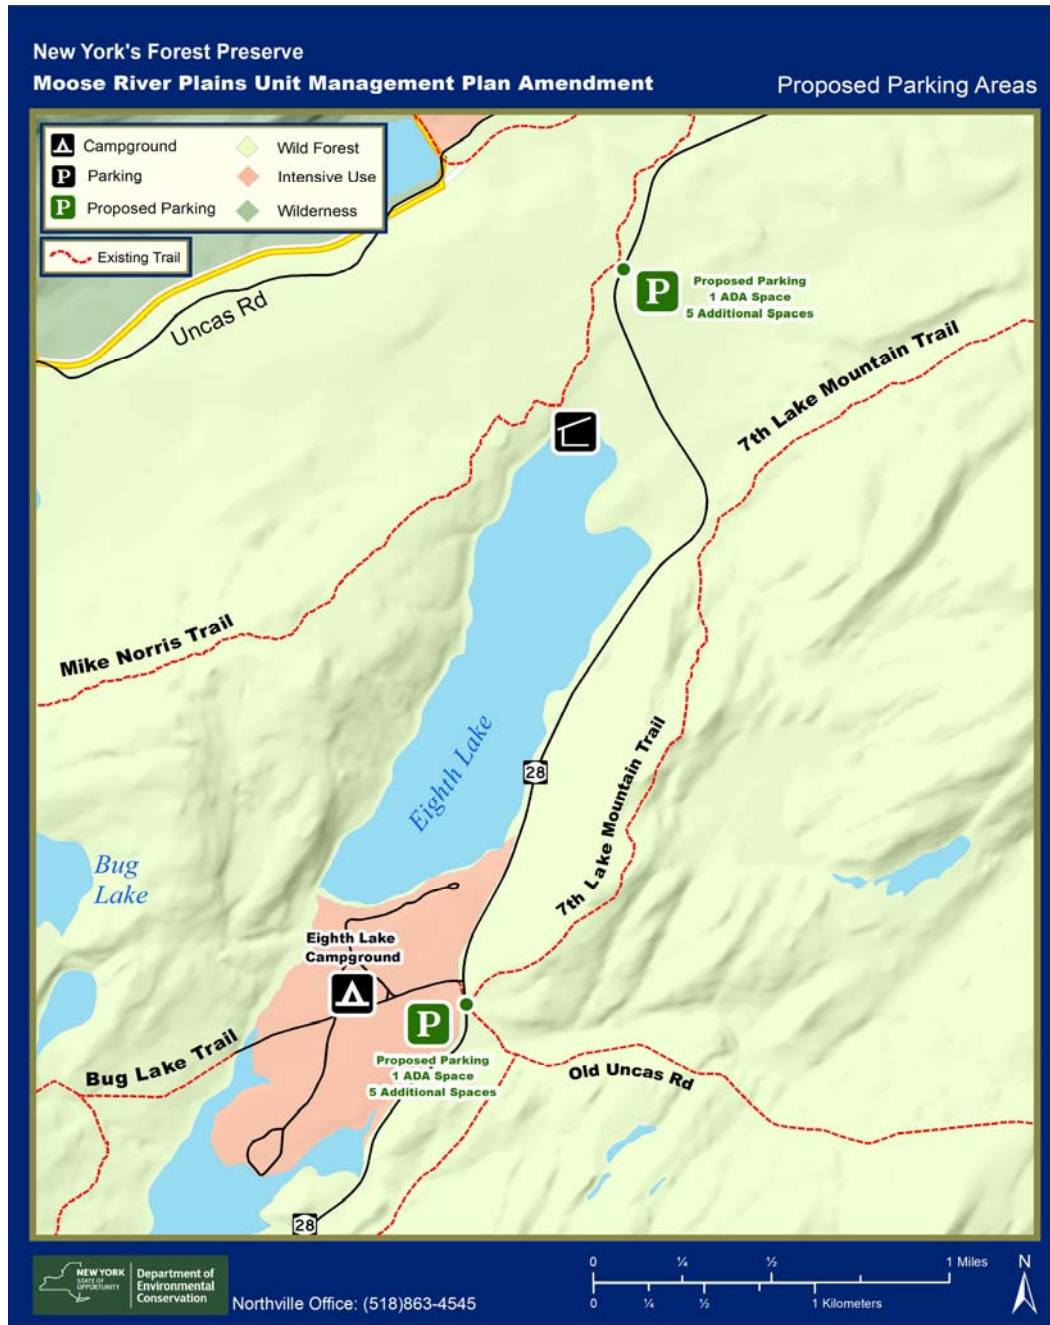 New York's Forest Preserve
Moose River Plains Unit Management Plan Amendment
Proposed Parking Areas
Campground
Wild Forest
P
Parking
Intensive Use
P
Proposed Parking
Wilderness
Existing Trail
Uncas Rd
P
Proposed Parking
1 ADA Space
5 Additional Spaces
7th Lake Mountain Trail
Mike Norris Trail
Eighth Lake
28
7th Lake Mountain Trail
Bug
Lake
Eighth Lake
Campground
P
Proposed Parking
1 ADA Space
5 Additional Spaces
Bug Lake Trail
Old Uncas Rd
28
NEW YORK
STATE OF
OPPORTUNITY
Department of
Environmental
Conservation
Northville Office: (518)863-4545
0 ¼ ½ 1 Miles
0 ¼ ½ 1 Kilometers
N